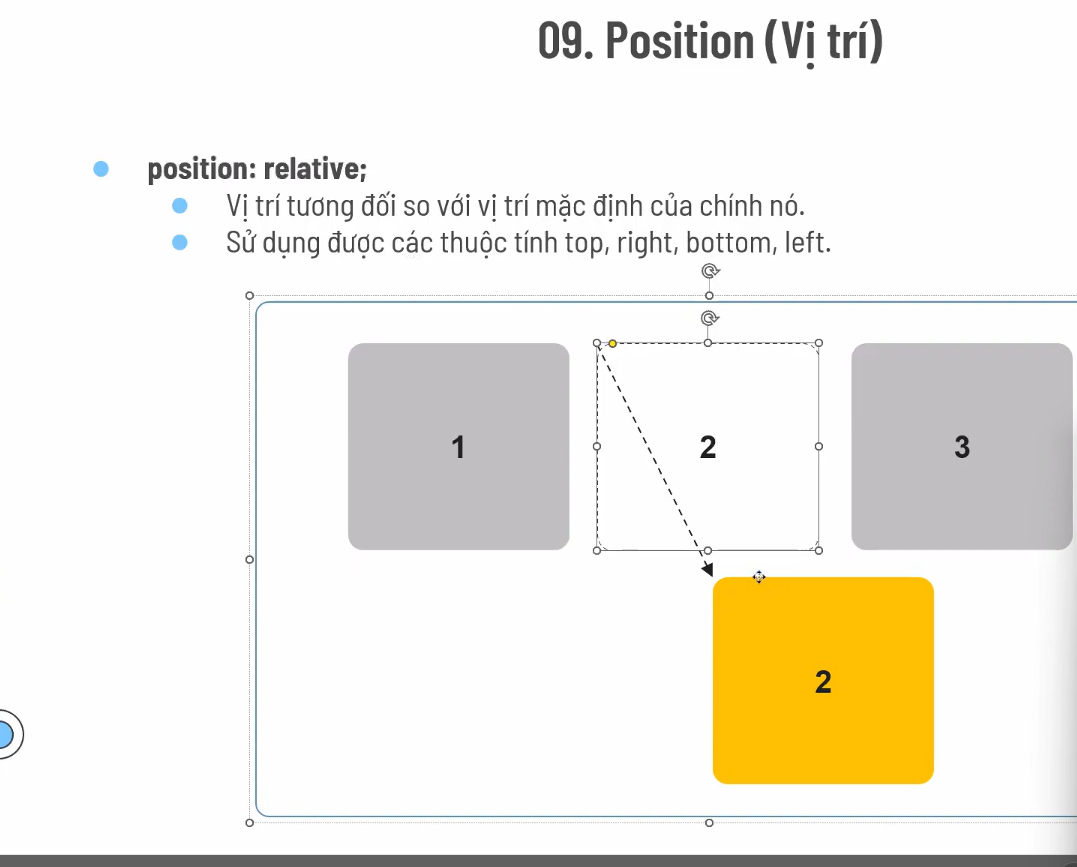 09. Position (Vị trí)
position: relative;
Vị trí tương đối so với vị trí mặc định của chính nó.
Sử dụng được các thuộc tính top, right, bottom, left.
1
2
3
2